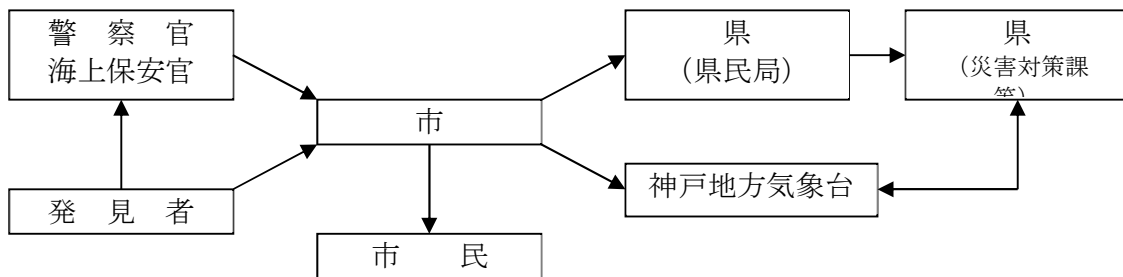 警 察 官
海上保安官
県
（県民局）
県
（災害対策課
等）
市
発 見 者
神戸地方気象台
市 民